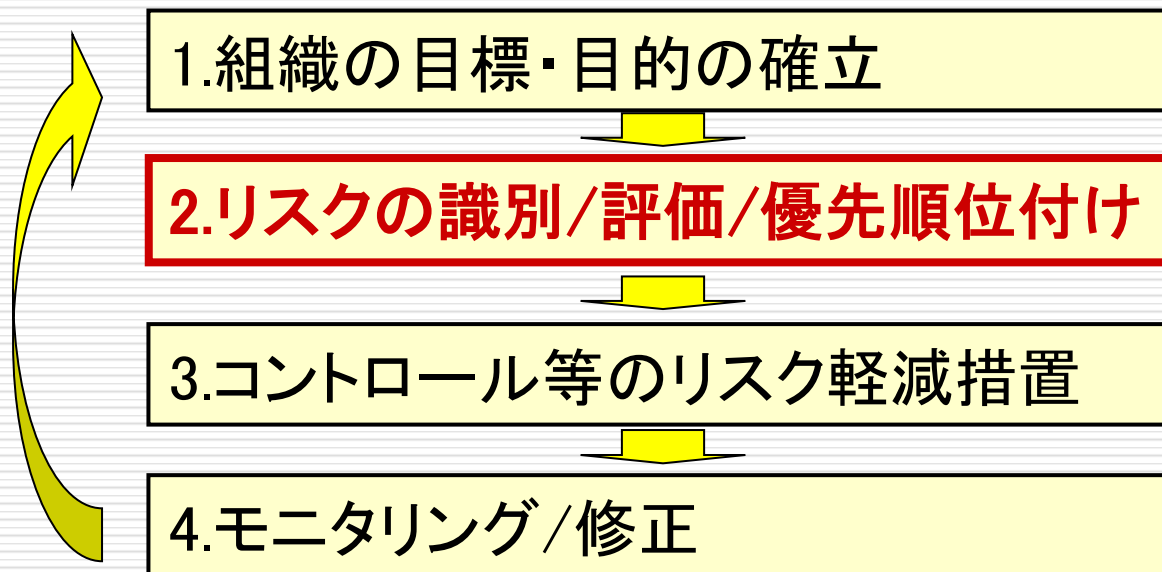 1.組織の目標・目的の確立
2.リスクの識別/評価/優先順位付け
3.コントロール等のリスク軽減措置
4.モニタリング/修正